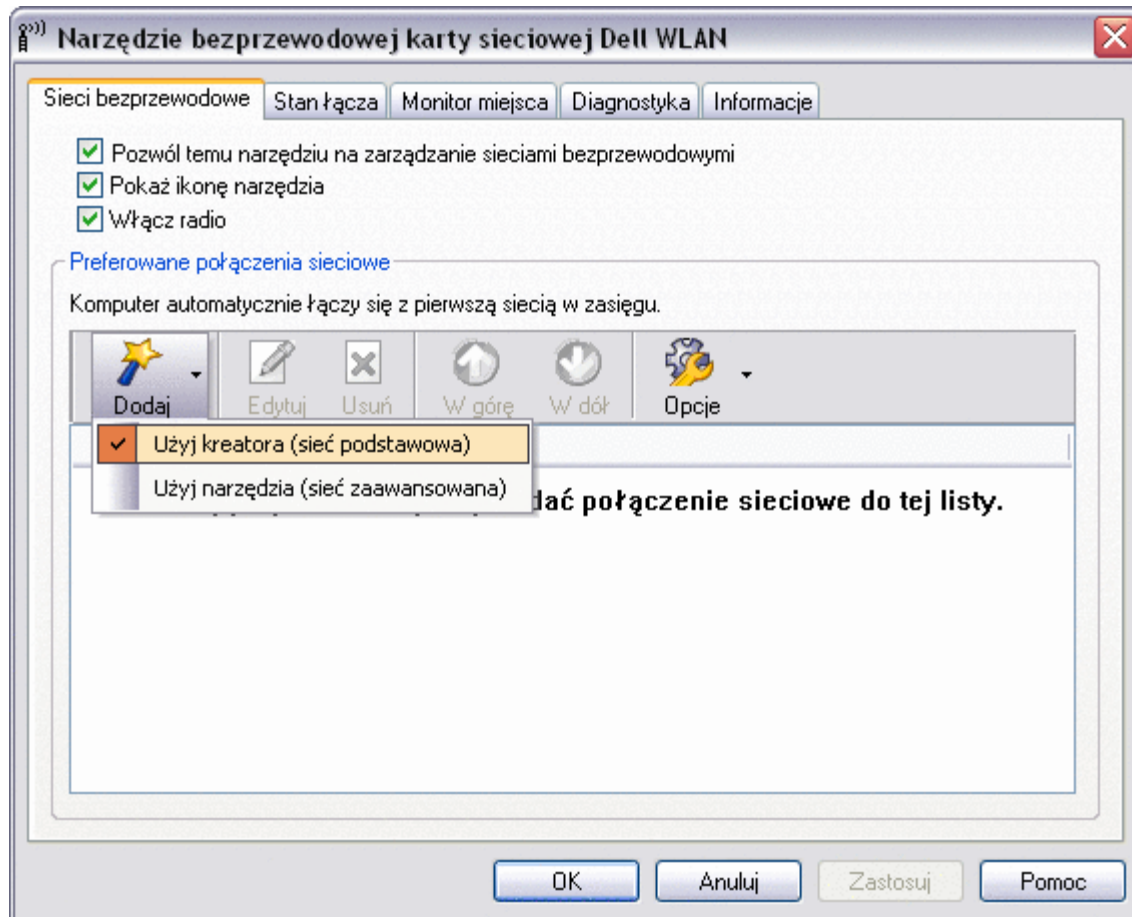 Narzędzie bezprzewodowej karty sieciowej Dell WLAN
Sieci bezprzewodowe Stan łącza Monitor miejsca Diagnostyka Informacje
Pozwól temu narzędziu na zarządzanie sieciami bezprzewodowymi
Pokaż ikonę narzędzia
Włącz radio
Preferowane połączenia sieciowe
Komputer automatycznie łączy się z pierwszą siecią w zasięgu.
Dodaj Edytuj Usuń W górę W dół Opcje
Użyj kreatora (sieć podstawowa)
Użyj narzędzia (sieć zaawansowana)
połączenie sieciowe do tej listy.
OK Anuluj Zastosuj Pomoc